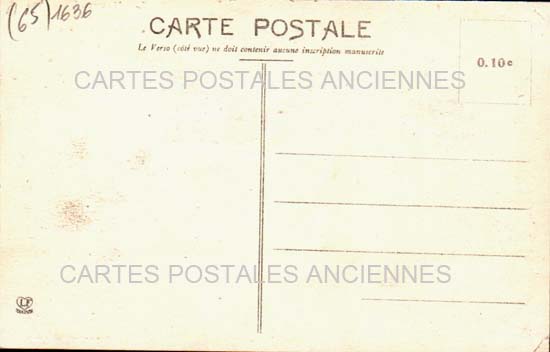 (65) 1636
CARTE POSTALE
Le Verso (côté vue) ne doit contenir aucune inscription manuscrite
0.10c
CARTES POSTALES ANCIENNES
CARTES POSTALES ANCIENNES